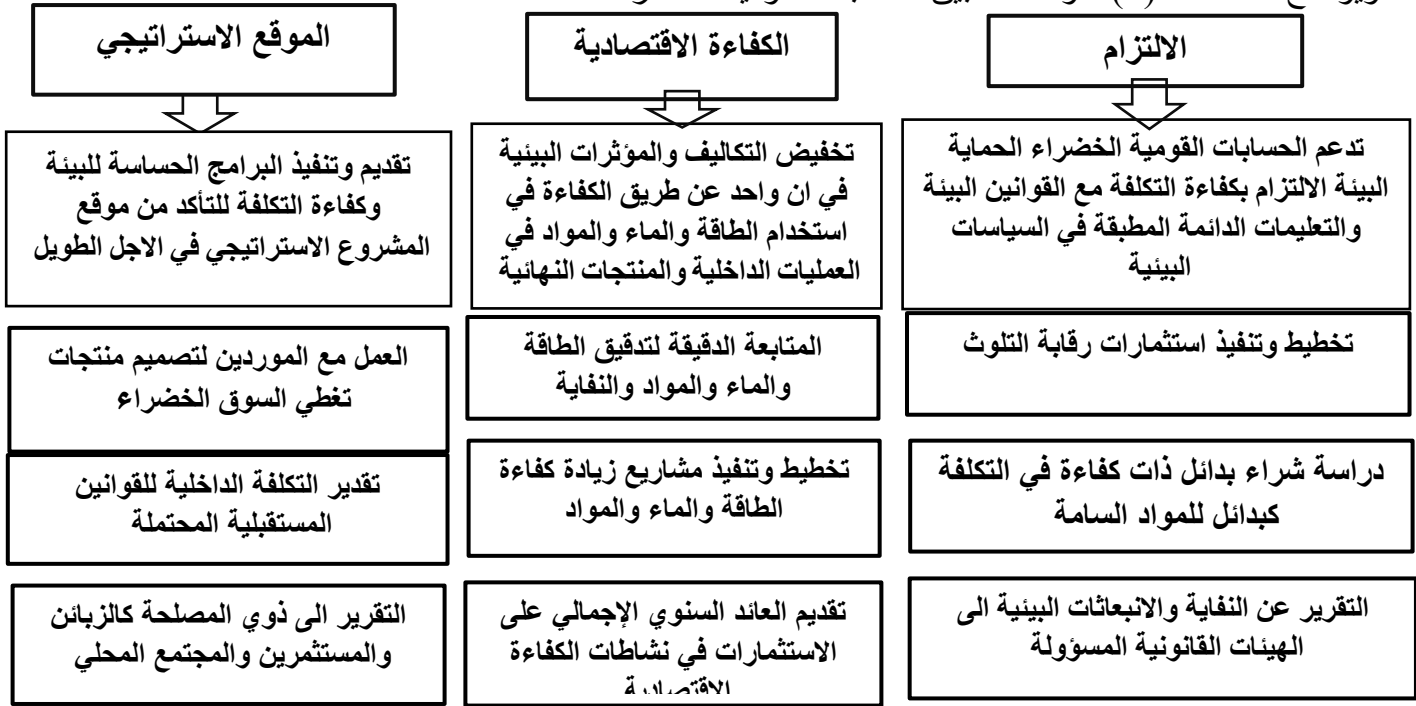 الالتزام
تدعم الحسابات القومية الخضراء الحماية
البيئة الالتزام بكفاءة التكلفة مع القوانين البيئة
والتعليمات الدائمة المطبقة في السياسات
البيئية
تخطيط وتنفيذ استثمارات رقابة التلوث
دراسة شراء بدائل ذات كفاءة في التكلفة
كبدائل للمواد السامة
التقرير عن النفاية والانبعاثات البيئية الى
الهيئات القانونية المسؤولة
الكفاءة الاقتصادية
تخفيض التكاليف والمؤثرات البيئية
في ان واحد عن طريق الكفاءة في
استخدام الطاقة والماء والمواد في
العمليات الداخلية والمنتجات النهائية
المتابعة الدقيقة لتدقيق الطاقة
والماء والمواد والنفاية
تخطيط وتنفيذ مشاريع زيادة كفاءة
الطاقة والماء والمواد
تقديم العائد السنوي الإجمالي على
الاستثمارات في نشاطات الكفاءة
الاقتصادية
الموقع الاستراتيجي
تقديم وتنفيذ البرامج الحساسة للبيئة
وكفاءة التكلفة للتأكد من موقع
المشروع الاستراتيجي في الاجل الطويل
العمل مع الموردين لتصميم منتجات
تغطي السوق الخضراء
تقدير التكلفة الداخلية للقوانين
المستقبلية المحتملة
التقرير الى ذوي المصلحة كالزبائن
والمستثمرين والمجتمع المحلي